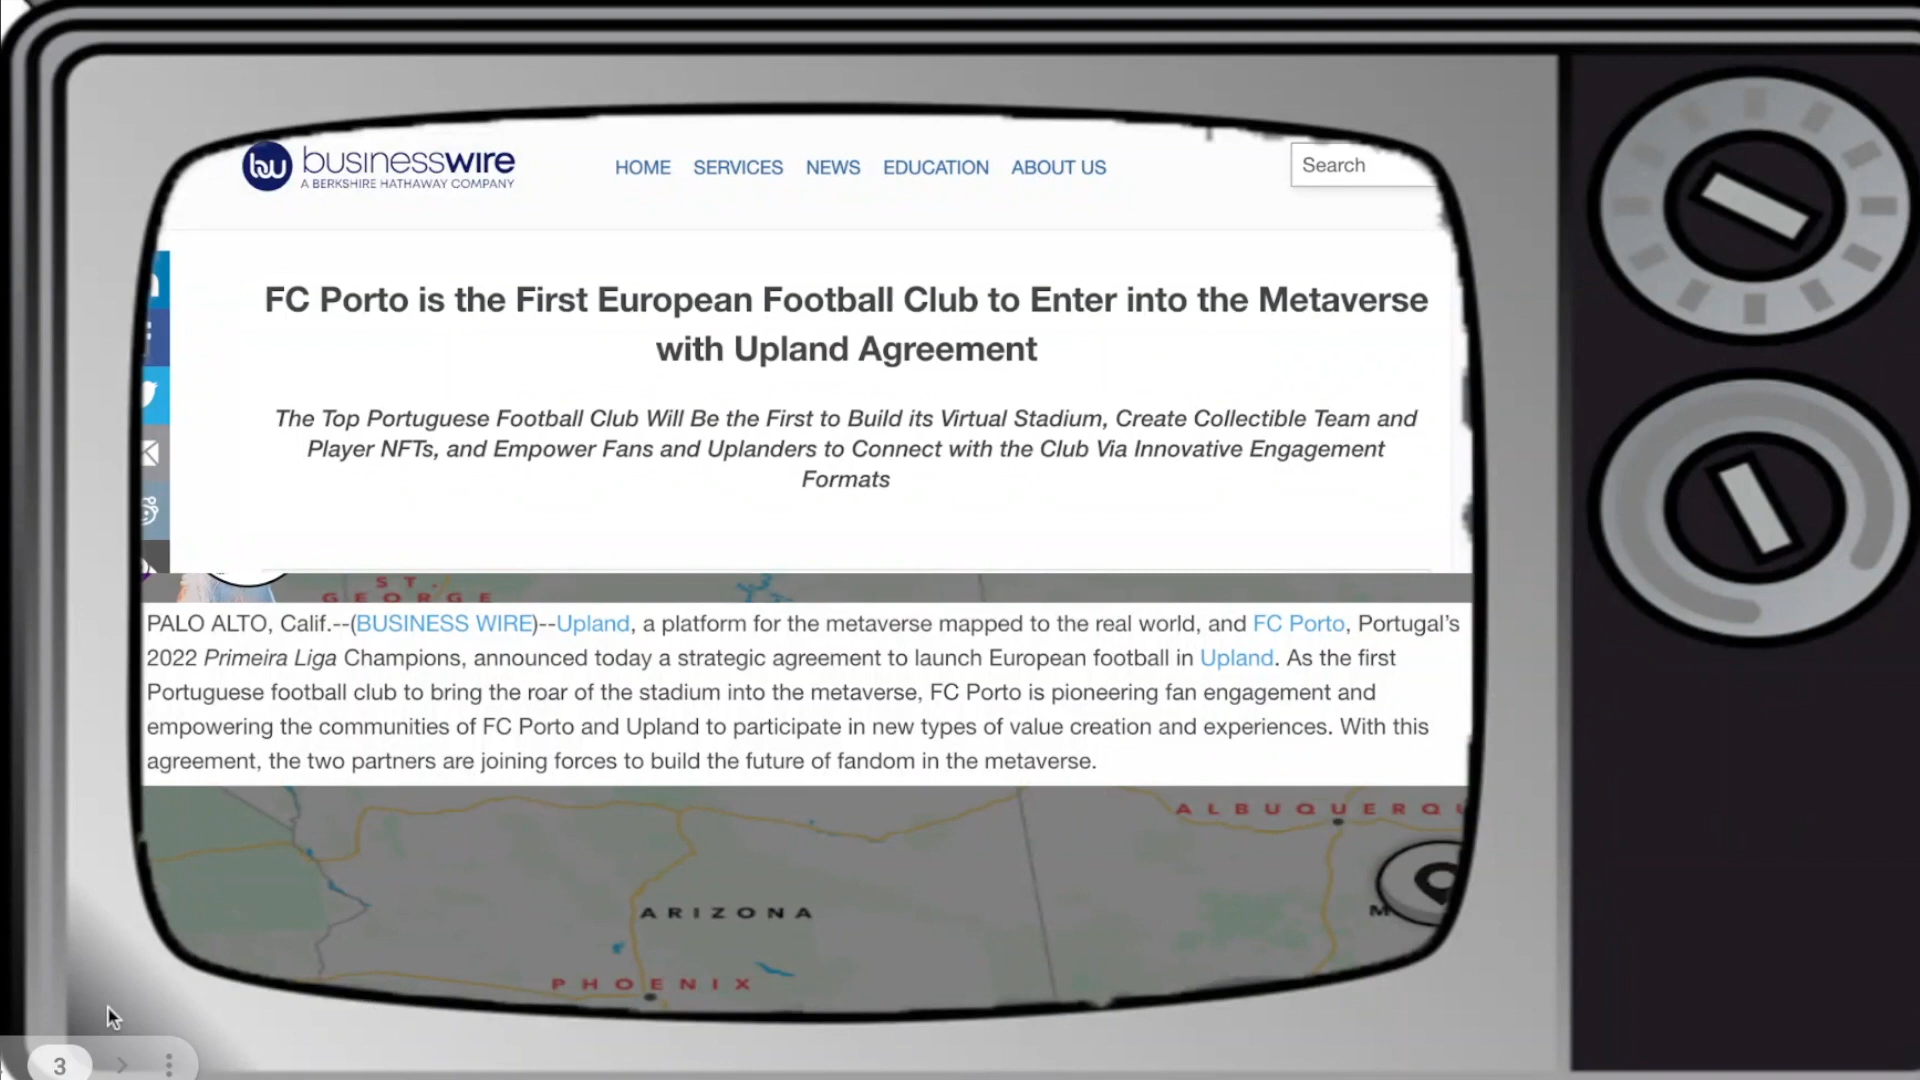 businesswire
A BERKSHIRE HATHAWAY COMPANY
HOME SERVICES NEWS EDUCATION ABOUT US
Search
FC Porto is the First European Football Club to Enter into the Metaverse
with Upland Agreement
The Top Portuguese Football Club Will Be the First to Build its Virtual Stadium, Create Collectible Team and
Player NFTs, and Empower Fans and Uplanders to Connect with the Club Via Innovative Engagement
Formats
ST.
GEORGE
PALO ALTO, Calif.--(BUSINESS WIRE)--Upland, a platform for the metaverse mapped to the real world, and FC Porto, Portugal's
2022 Primeira Liga Champions, announced today a strategic agreement to launch European football in Upland. As the first
Portuguese football club to bring the roar of the stadium into the metaverse, FC Porto is pioneering fan engagement and
empowering the communities of FC Porto and Upland to participate in new types of value creation and experiences. With this
agreement, the two partners are joining forces to build the future of fandom in the metaverse.
ALBUQUERQU
ARIZONA
PHOENIX
3